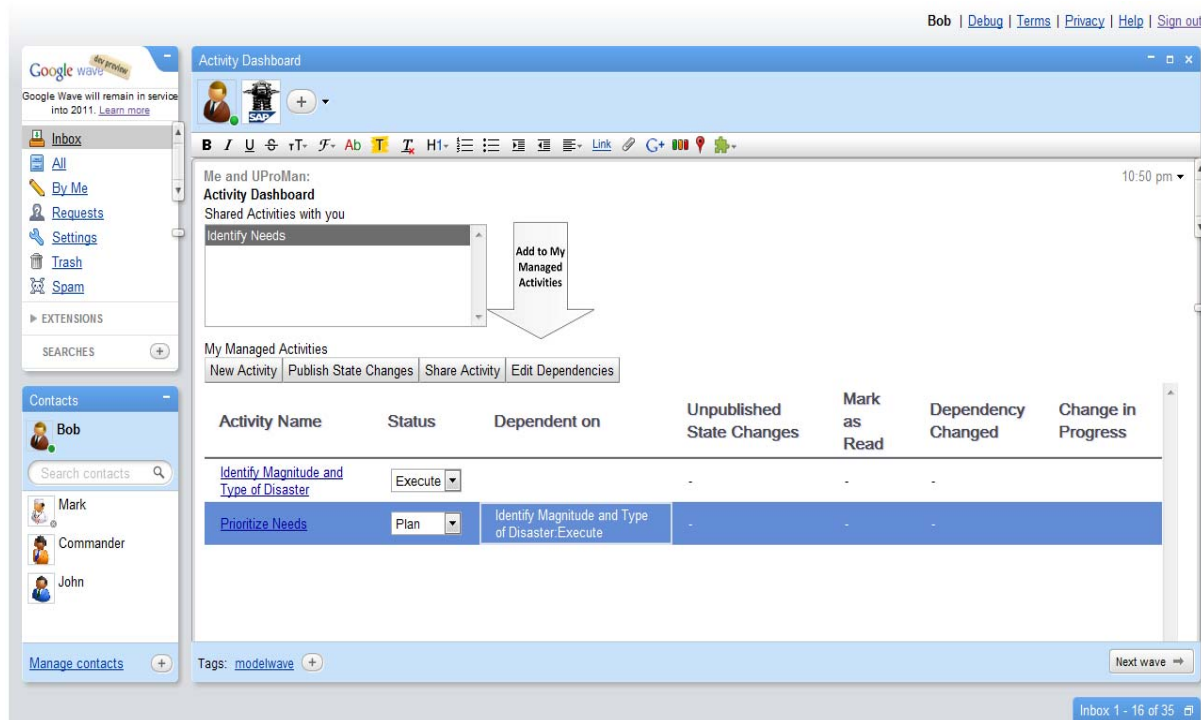 Bob | Debug | Terms | Privacy | Help | Sign out
Google wave
dev preview
Google Wave will remain in service
into 2011. Learn more
Inbox
All
By Me
Requests
Settings
Trash
Spam
EXTENSIONS
SEARCHES
Contacts
Bob
Search contacts
Mark
Commander
John
Manage contacts
Activity Dashboard
SAP
B I U S TT F Ab T T H1 Link G+
Me and UProMan:
10:50 pm
Activity Dashboard
Shared Activities with you
Identify Needs
Add to My
Managed
Activities
My Managed Activities
New Activity Publish State Changes Share Activity Edit Dependencies
Activity Name Status Dependent on Unpublished State Changes Mark as Read Dependency Changed Change in Progress
Identify Magnitude and
Type of Disaster
Execute
- - -
Prioritize Needs
Plan
Identify Magnitude and Type
of Disaster:Execute
- - -
Tags: modelwave
Next wave
Inbox 1 - 16 of 35